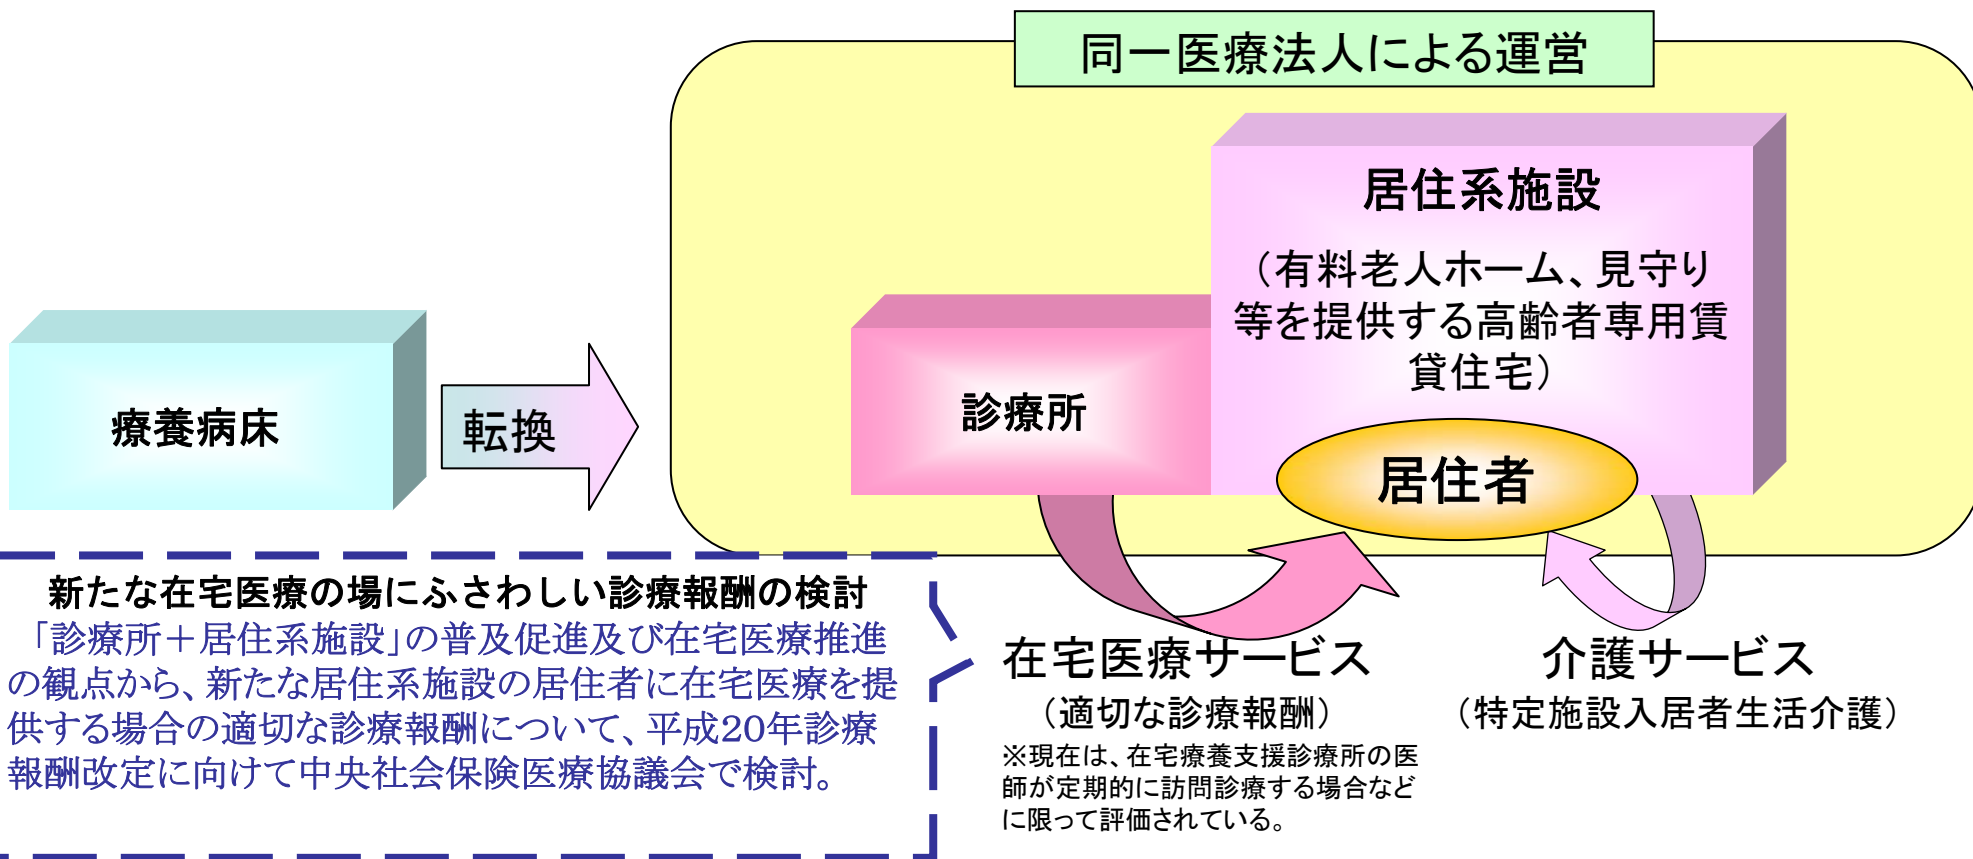 同一医療法人による運営
居住系施設
（有料老人ホーム、見守り
等を提供する高齢者専用賃
貸住宅）
診療所
療養病床
転換
居住者
新たな在宅医療の場にふさわしい診療報酬の検討
「診療所＋居住系施設」の普及促進及び在宅医療推進
の観点から、新たな居住系施設の居住者に在宅医療を提
供する場合の適切な診療報酬について、平成20年診療
報酬改定に向けて中央社会保険医療協議会で検討。
在宅医療サービス
（適切な診療報酬）
※現在は、在宅療養支援診療所の医
師が定期的に訪問診療する場合など
に限って評価されている。
介護サービス
（特定施設入居者生活介護）